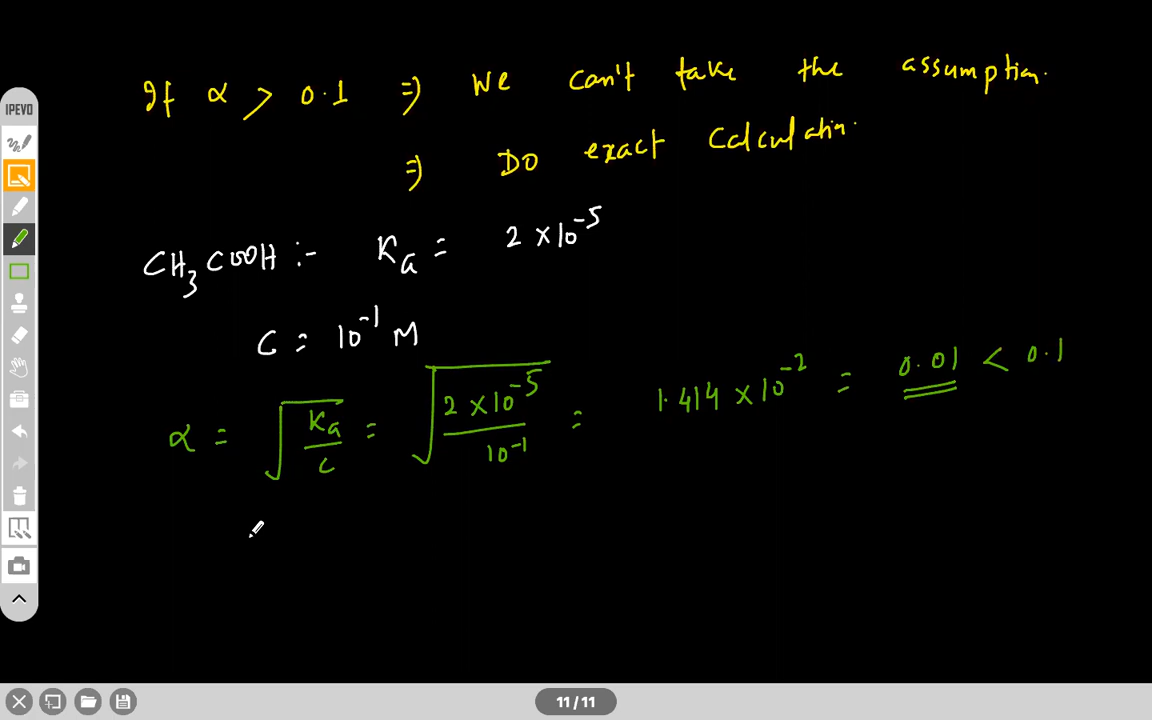 IPEVO
If α > 0.1 ⇒ We can't take the assumption.
⇒ Do exact calculation.
CH₃COOH :- Kₐ = 2 × 10⁻⁵
C = 10⁻¹ M
α = √(Kₐ/C) = √(2 × 10⁻⁵/10⁻¹) = 1.414 × 10⁻² = 0.01 < 0.1
11/11